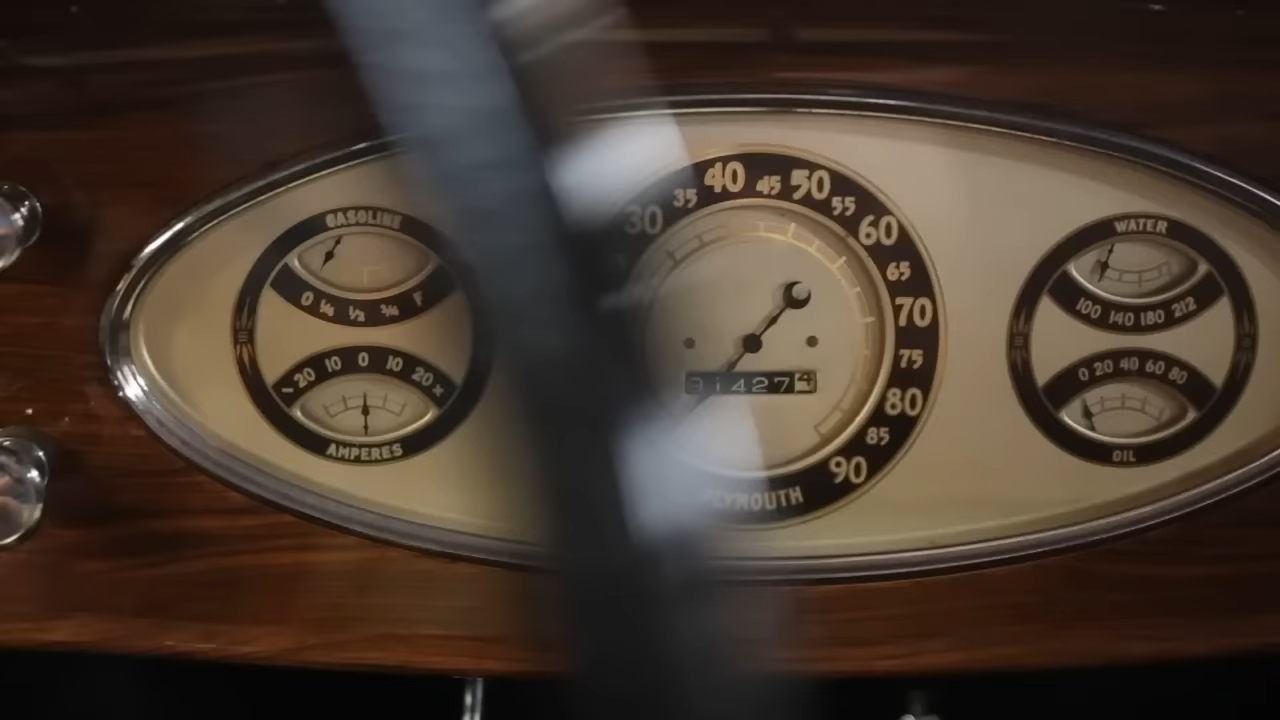 GASOLINE
0 1/4 1/2 3/4 F
- 20 10 0 10 20 +
AMPERES
30 35 40 45 50 55 60 65 70 75 80 85 90
914274
PLYMOUTH
WATER
100 140 180 212
0 20 40 60 80
OIL